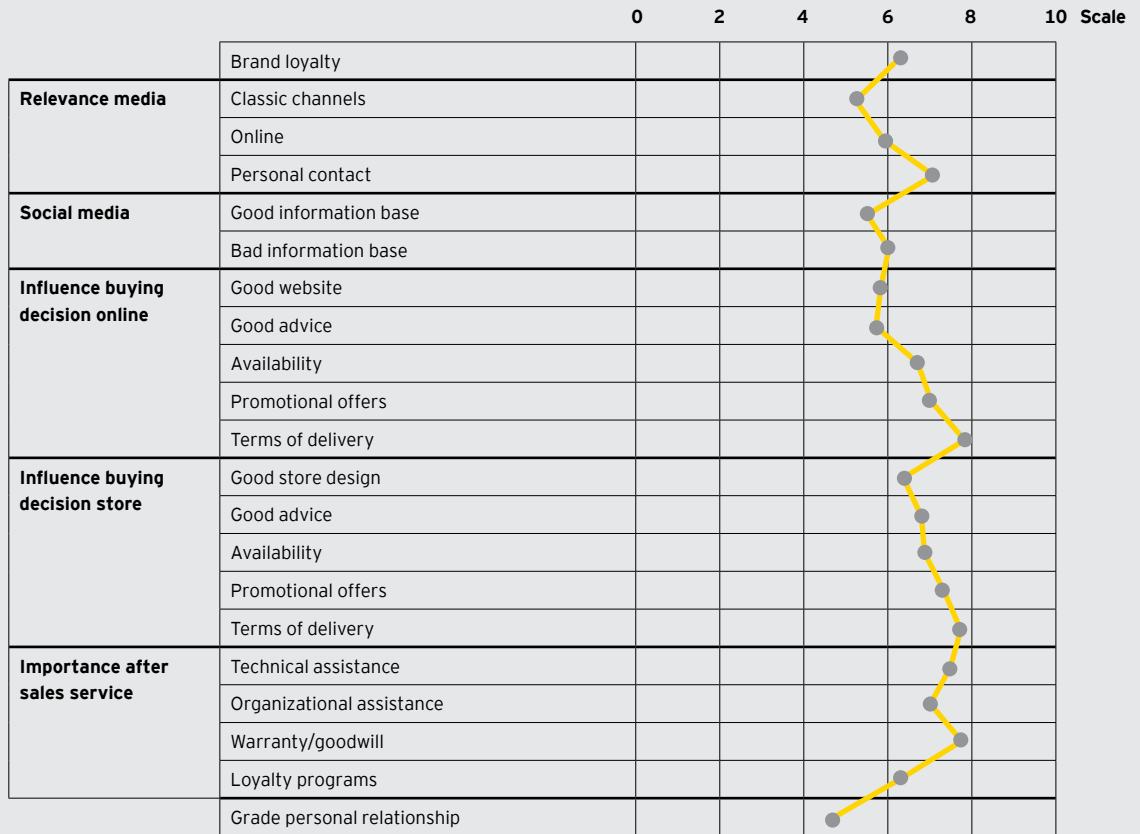 0 2 4 6 8 10 Scale
Brand loyalty
Relevance media
Classic channels
Online
Personal contact
Social media
Good information base
Bad information base
Influence buying
decision online
Good website
Good advice
Availability
Promotional offers
Terms of delivery
Influence buying
decision store
Good store design
Good advice
Availability
Promotional offers
Terms of delivery
Importance after
sales service
Technical assistance
Organizational assistance
Warranty/goodwill
Loyalty programs
Grade personal relationship